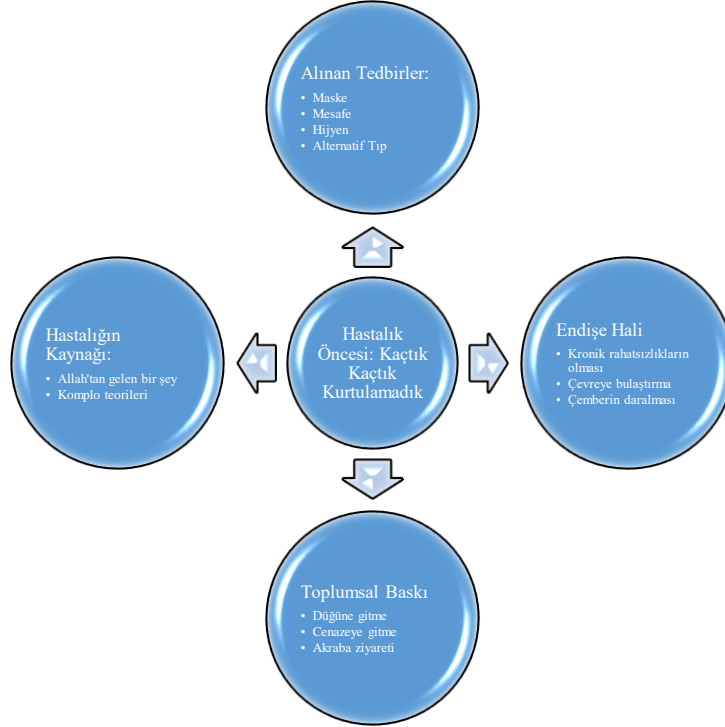 Alınan Tedbirler:
• Maske
• Mesafe
• Hijyen
• Alternatif Tıp
Hastalığın
Kaynağı:
• Allah'tan gelen bir şey
• Komplo teorileri
Hastalık
Öncesi: Kaçtık
Kaçtık
Kurtulamadık
Endişe Hali
• Kronik rahatsızlıkların
olması
• Çevreye bulaştırma
• Çemberin daralması
Toplumsal Baskı
• Düğüne gitme
• Cenazeye gitme
• Akraba ziyareti